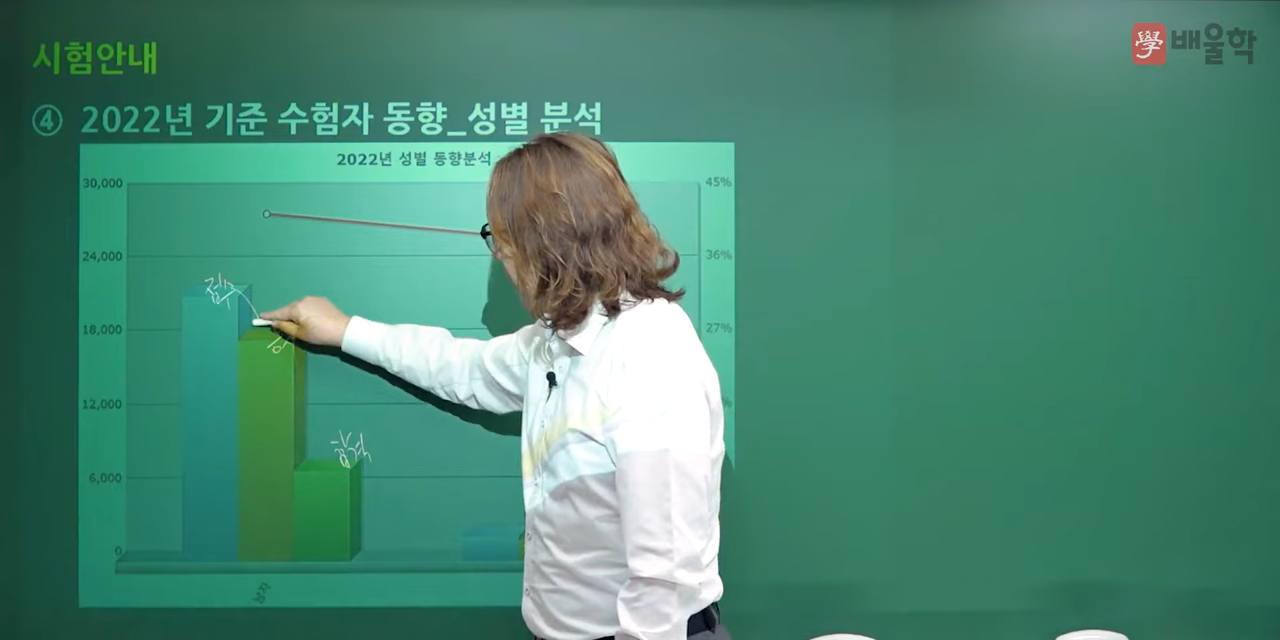 시험안내
學 배울학
④ 2022년 기준 수험자 동향_성별 분석
2022년 성별 동향분석
30,000
45%
24,000
36%
접수
18,000
27%
12,000
합격
6,000
0
남자